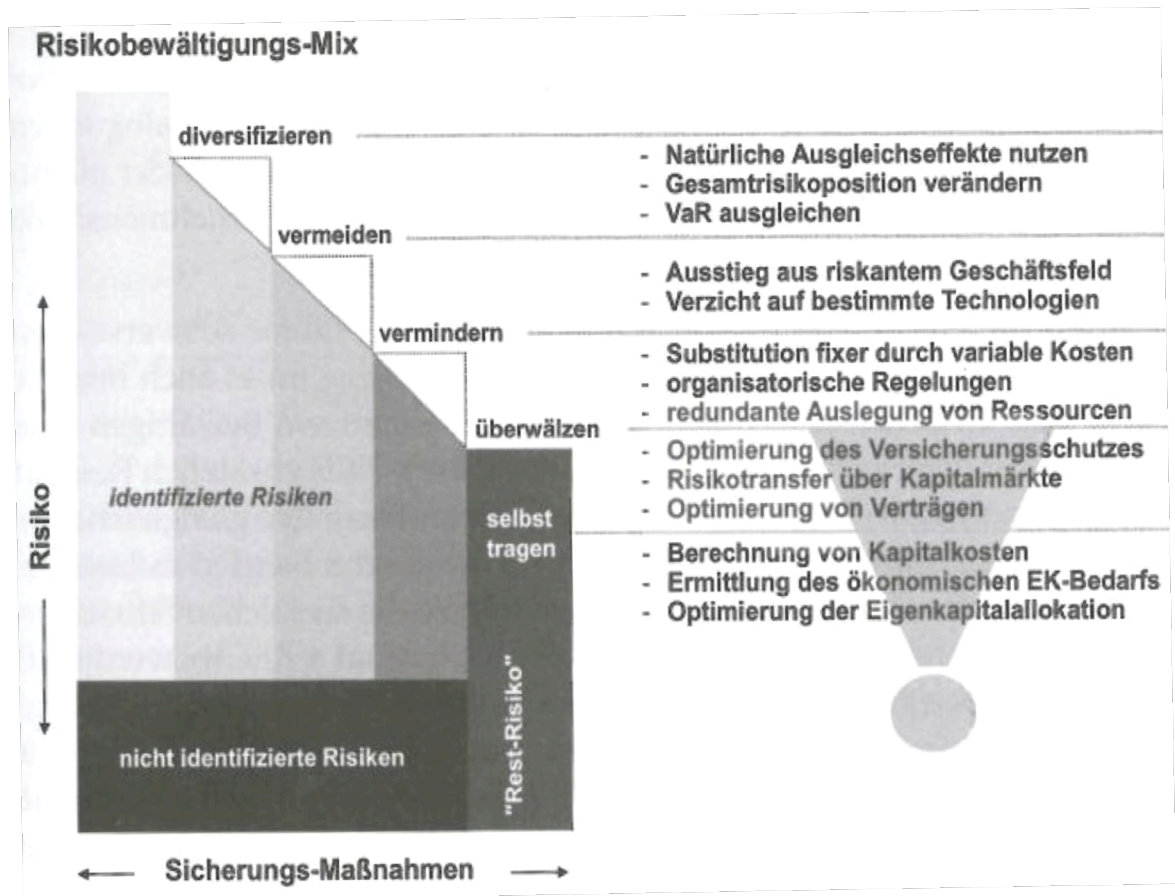 Risikobewältigungs-Mix
diversifizieren
- Natürliche Ausgleichseffekte nutzen
- Gesamtrisikoposition verändern
- VaR ausgleichen
vermeiden
- Ausstieg aus riskantem Geschäftsfeld
- Verzicht auf bestimmte Technologien
vermindern
- Substitution fixer durch variable Kosten
- organisatorische Regelungen
- redundante Auslegung von Ressourcen
überwälzen
- Optimierung des Versicherungsschutzes
- Risikotransfer über Kapitalmärkte
- Optimierung von Verträgen
selbst
tragen
- Berechnung von Kapitalkosten
- Ermittlung des ökonomischen EK-Bedarfs
- Optimierung der Eigenkapitalallokation
identifizierte Risiken
Risiko
nicht identifizierte Risiken
"Rest-Risiko"
Sicherungs-Maßnahmen